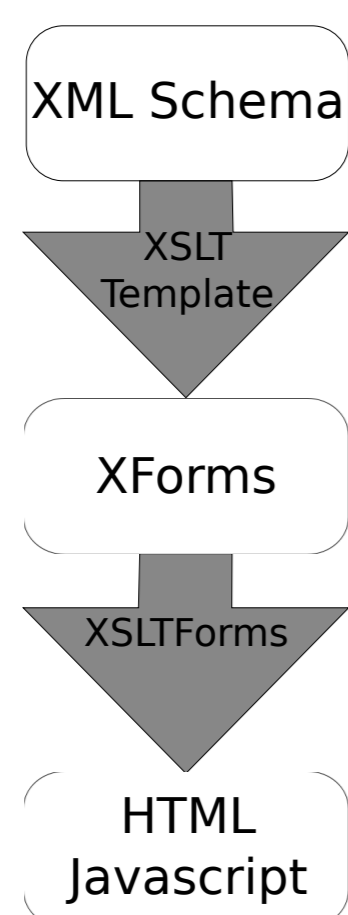 XML Schema
XSLT
Template
XForms
XSLTForms
HTML
Javascript